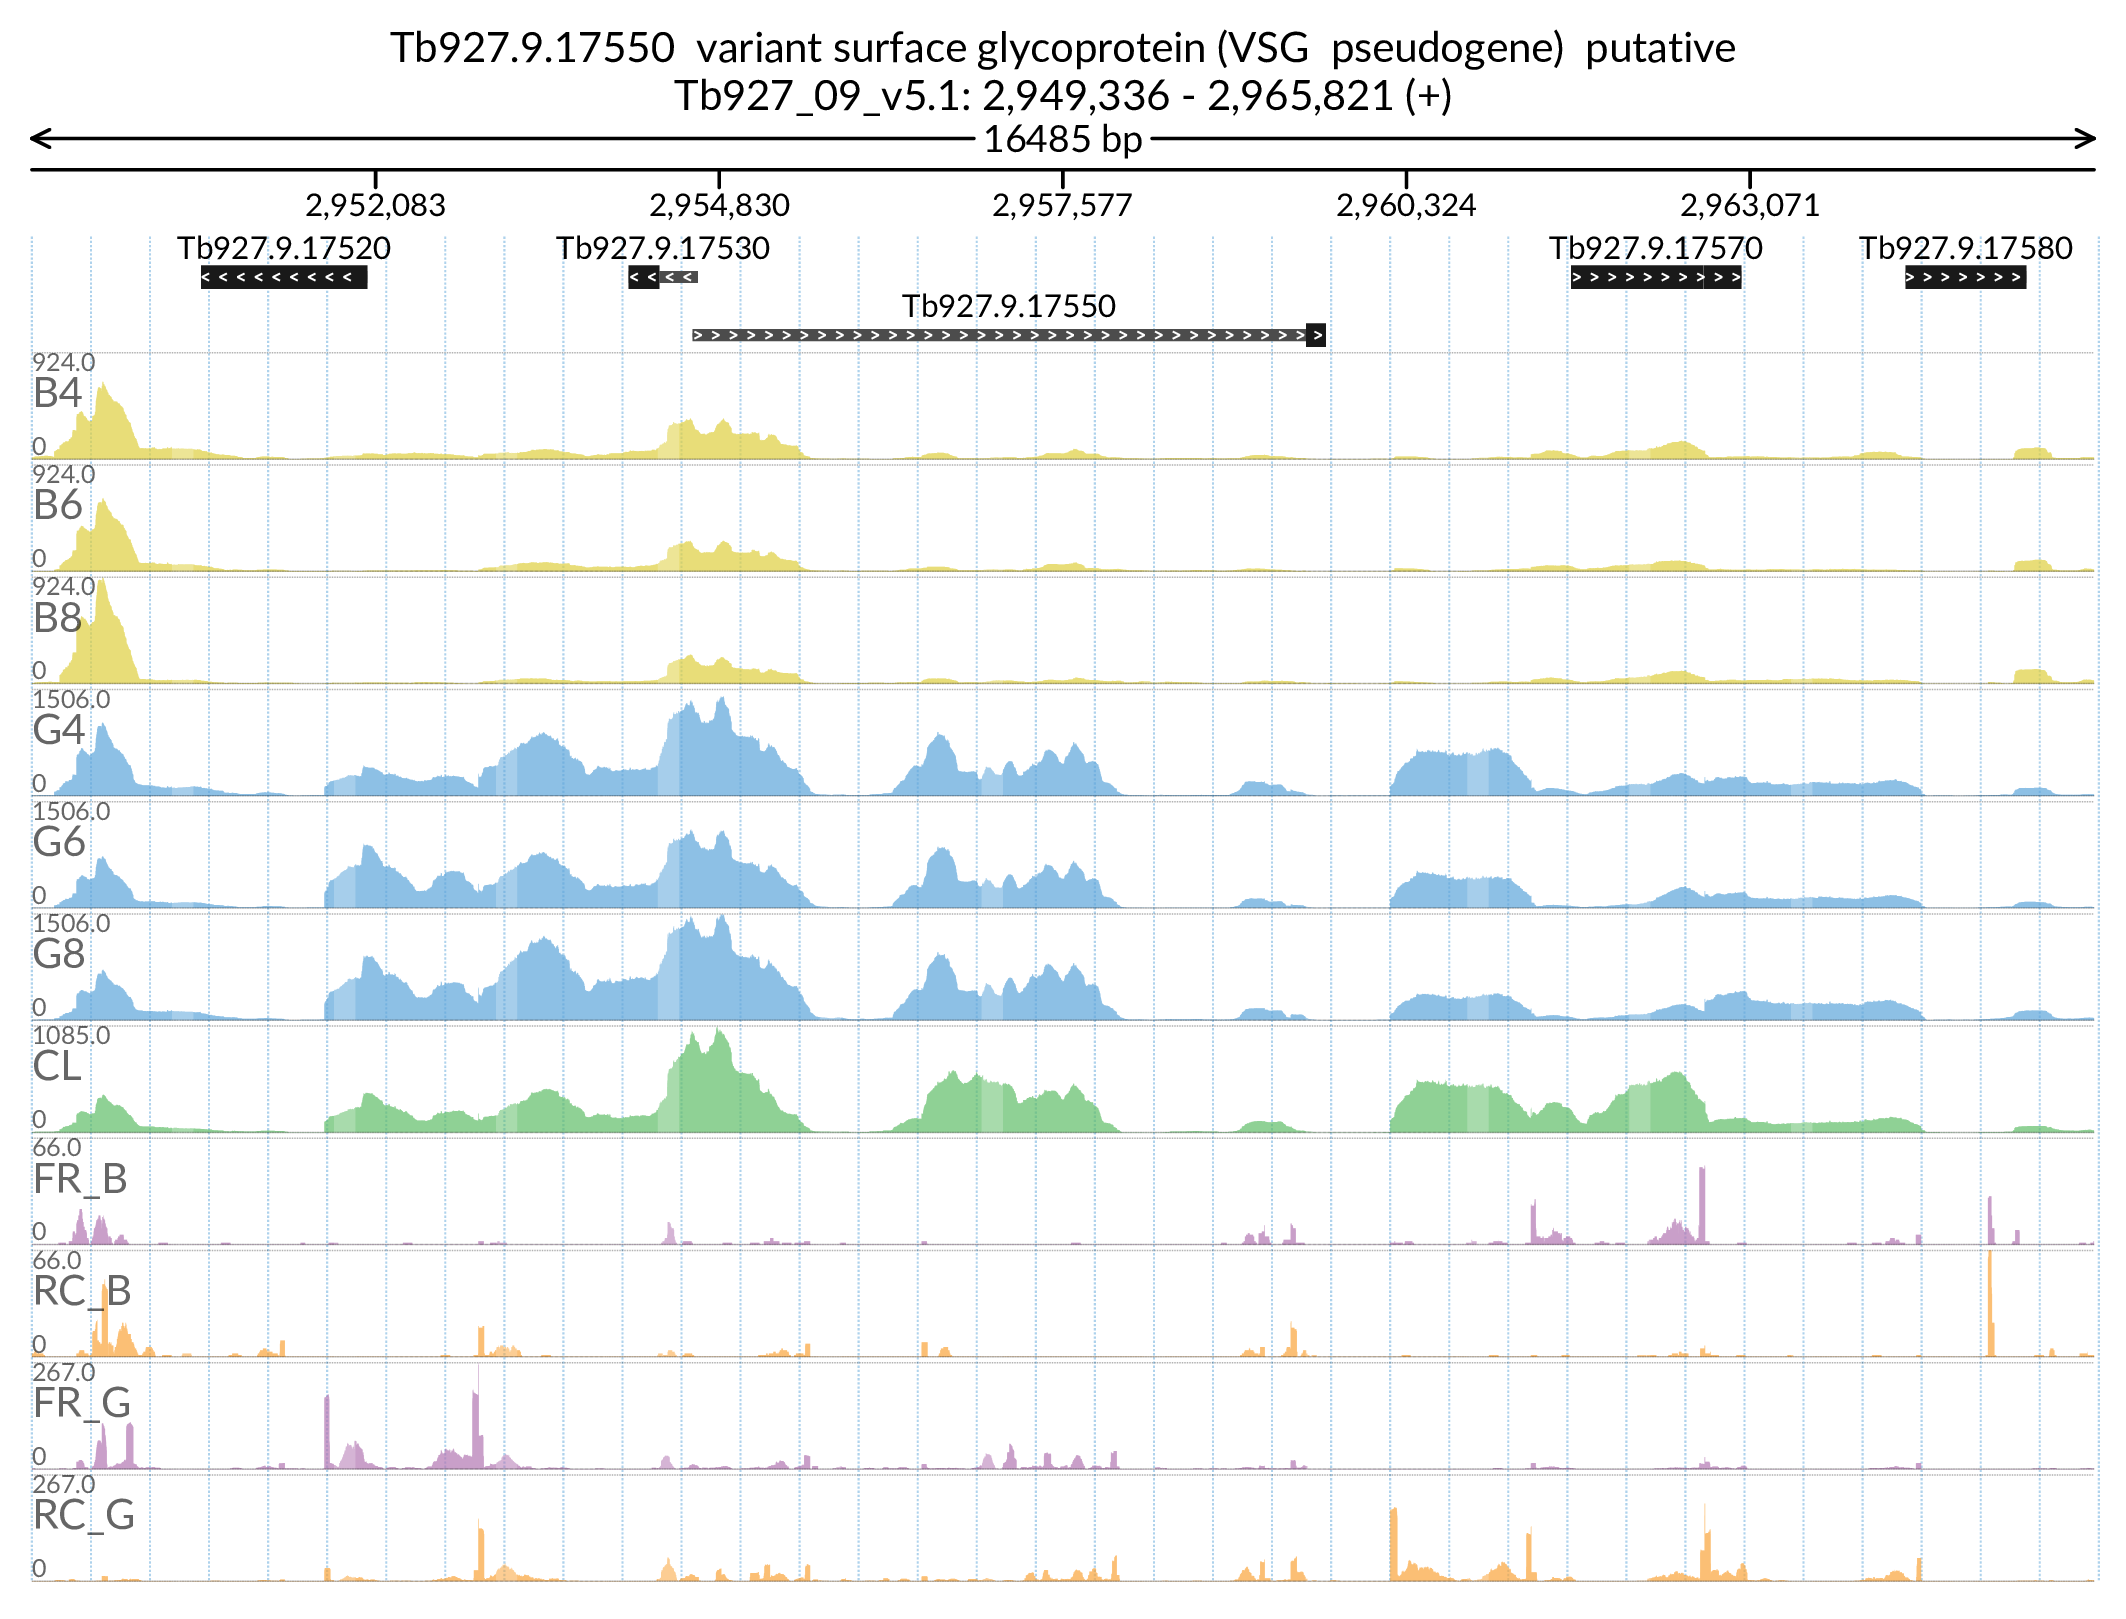 Tb927.9.17550  variant surface glycoprotein (VSG  pseudogene)  putative
Tb927_09_v5.1: 2,949,336 - 2,965,821 (+)
16485 bp
2,952,083 2,954,830 2,957,577 2,960,324 2,963,071
Tb927.9.17520 Tb927.9.17530 Tb927.9.17570 Tb927.9.17580
Tb927.9.17550
924.0
B4
0
924.0
B6
0
924.0
B8
0
1506.0
G4
0
1506.0
G6
0
1506.0
G8
0
1085.0
CL
0
66.0
FR_B
0
66.0
RC_B
0
267.0
FR_G
0
267.0
RC_G
0